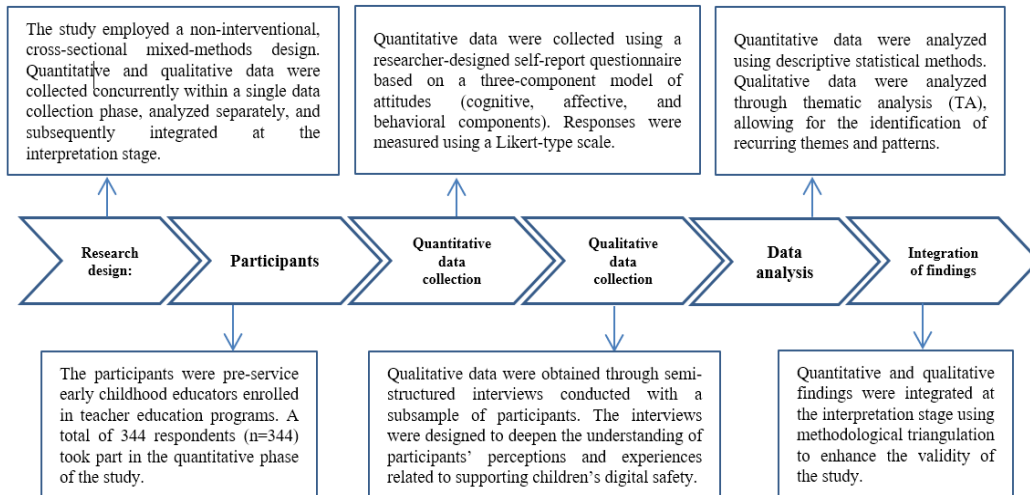 The study employed a non-interventional,
cross-sectional mixed-methods design.
Quantitative and qualitative data were
collected concurrently within a single data
collection phase, analyzed separately, and
subsequently integrated at the
interpretation stage.
Quantitative data were collected using a
researcher-designed self-report questionnaire
based on a three-component model of
attitudes (cognitive, affective, and
behavioral components). Responses were
measured using a Likert-type scale.
Quantitative data were analyzed
using descriptive statistical methods.
Qualitative data were analyzed
through thematic analysis (TA),
allowing for the identification of
recurring themes and patterns.
Research
design:
Participants
Quantitative
data
collection
Qualitative
data
collection
Data
analysis
Integration
of findings
The participants were pre-service
early childhood educators enrolled
in teacher education programs. A
total of 344 respondents (n=344)
took part in the quantitative phase
of the study.
Qualitative data were obtained through semi-
structured interviews conducted with a
subsample of participants. The interviews
were designed to deepen the understanding of
participants' perceptions and experiences
related to supporting children's digital safety.
Quantitative and qualitative
findings were integrated at
the interpretation stage using
methodological triangulation
to enhance the validity of
the study.